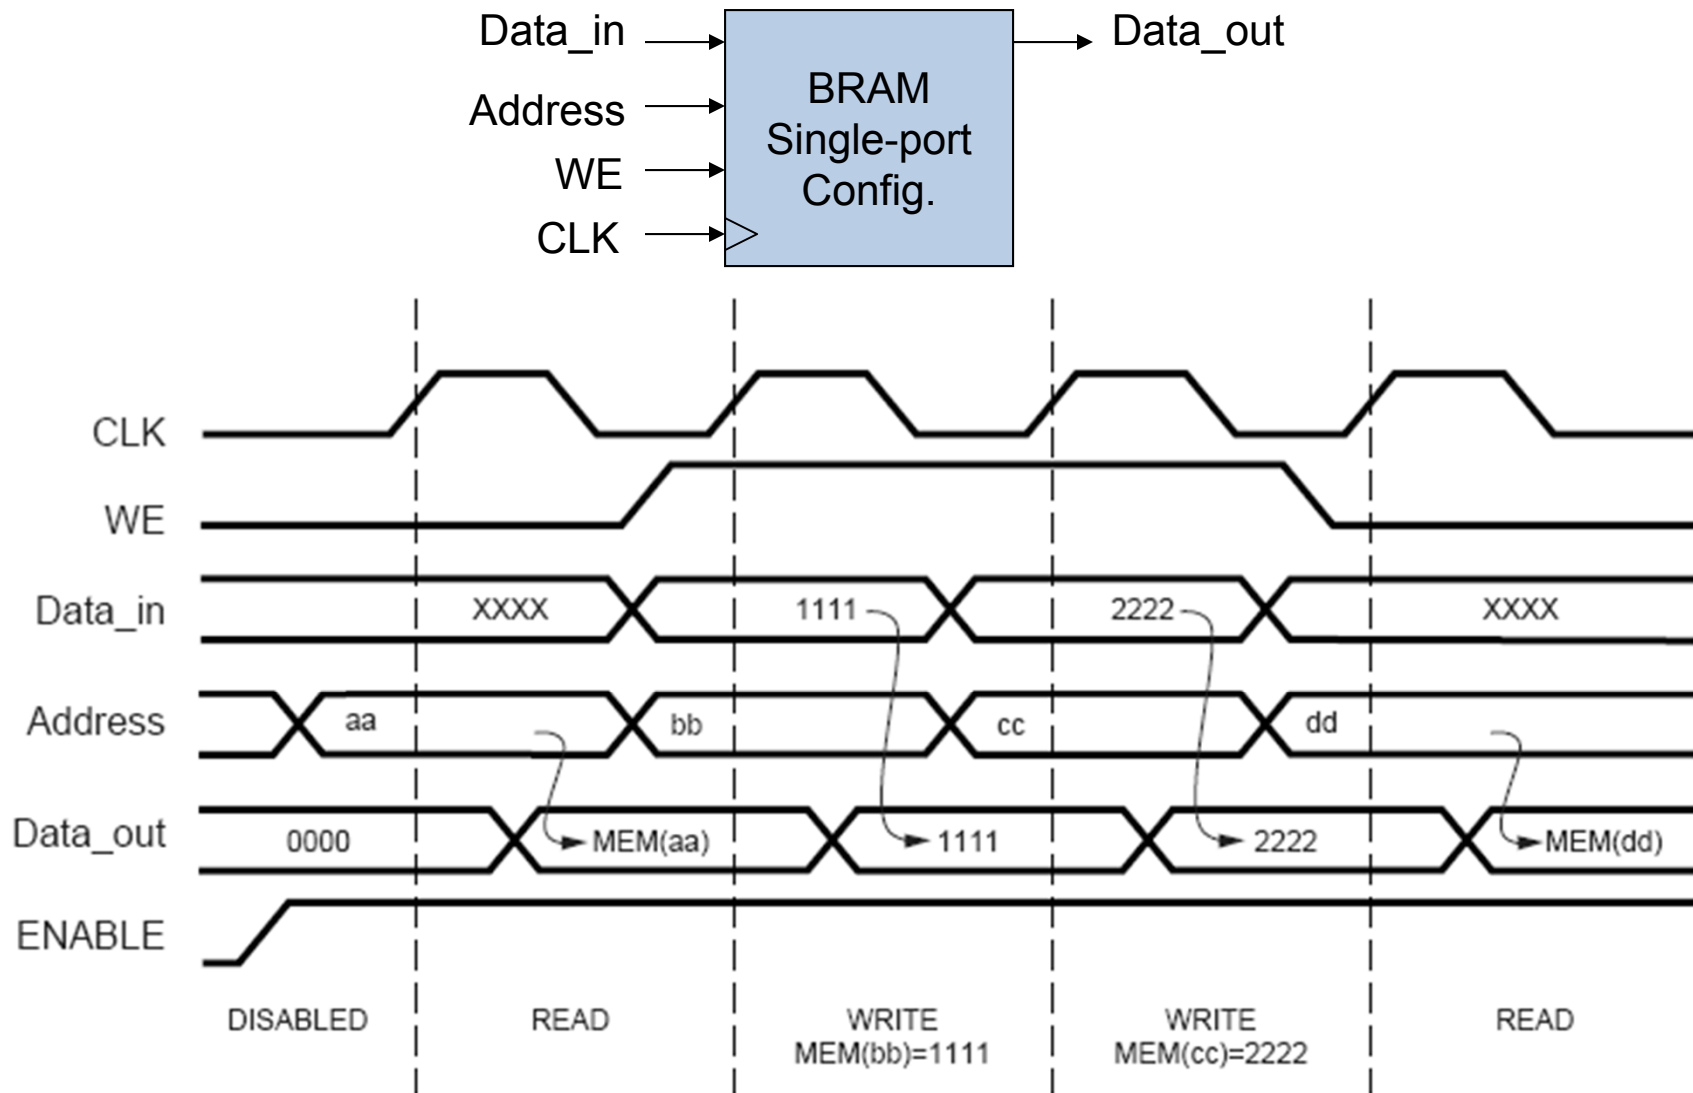 Data_in
Data_out
Address
WE
CLK
BRAM
Single-port
Config.
CLK
WE
Data_in
XXXX
1111
2222
XXXX
Address
aa
bb
cc
dd
Data_out
0000
MEM(aa)
1111
2222
MEM(dd)
ENABLE
DISABLED
READ
WRITE
MEM(bb)=1111
WRITE
MEM(cc)=2222
READ